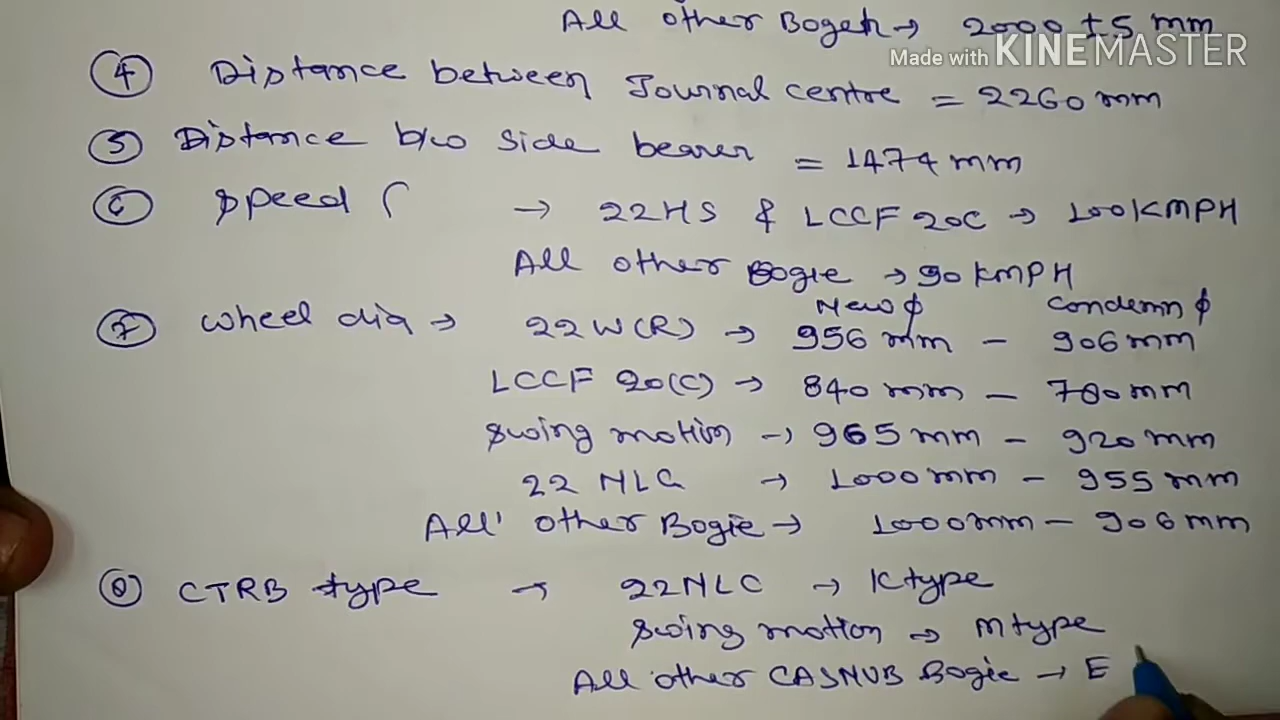 All other Bogeh → 2000 ±5 mm
Made with KINEMASTER
④ Distance between Journal centre = 2260 mm
⑤ Distance b/w side bearer = 1474 mm
⑥ Speed ( → 22HS & LCCF 20C → 100KMPH
All other Bogie → 90 KMPH
New ϕ Condemn ϕ
⑦ Wheel dia → 22 W(R) → 956 mm - 906 mm
LCCF 20(C) → 840 mm - 780 mm
Swing motion → 965 mm - 920 mm
22 NLC → 1000 mm - 955 mm
All other Bogie → 1000mm - 906 mm
⑧ CTRB type → 22NLC → K type
Swing motion → M type
All other CASNUB Bogie → E